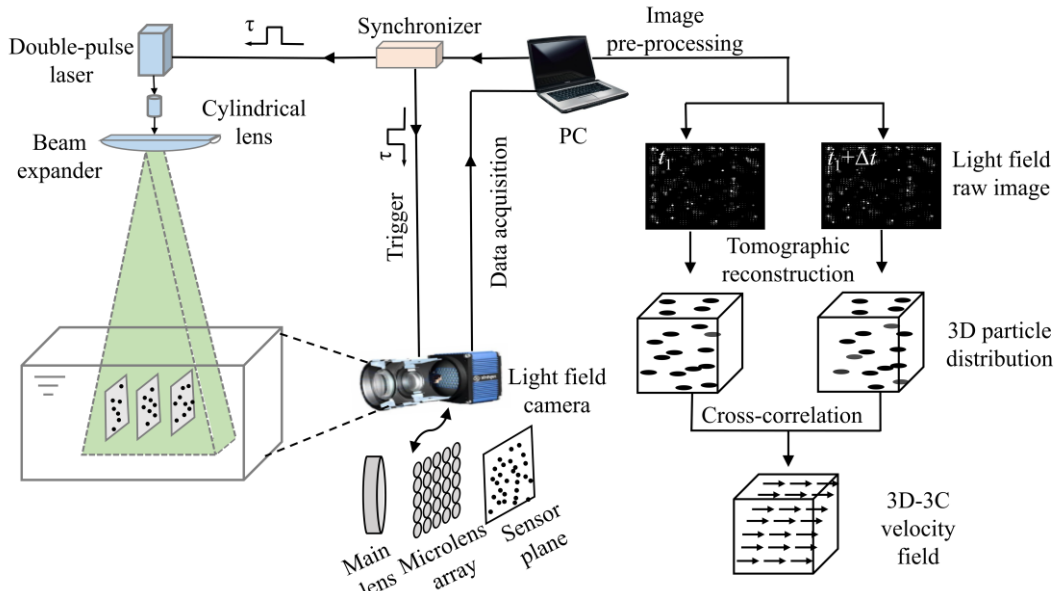 Double-pulse
laser
τ
Synchronizer
Image
pre-processing
PC
Cylindrical
lens
Beam
expander
τ
Trigger
Data acquisition
t₁
t₁+Δt
Light field
raw image
Tomographic
reconstruction
3D particle
distribution
Light field
camera
Cross-correlation
Main
lens
Microlens
array
Sensor
plane
3D-3C
velocity
field